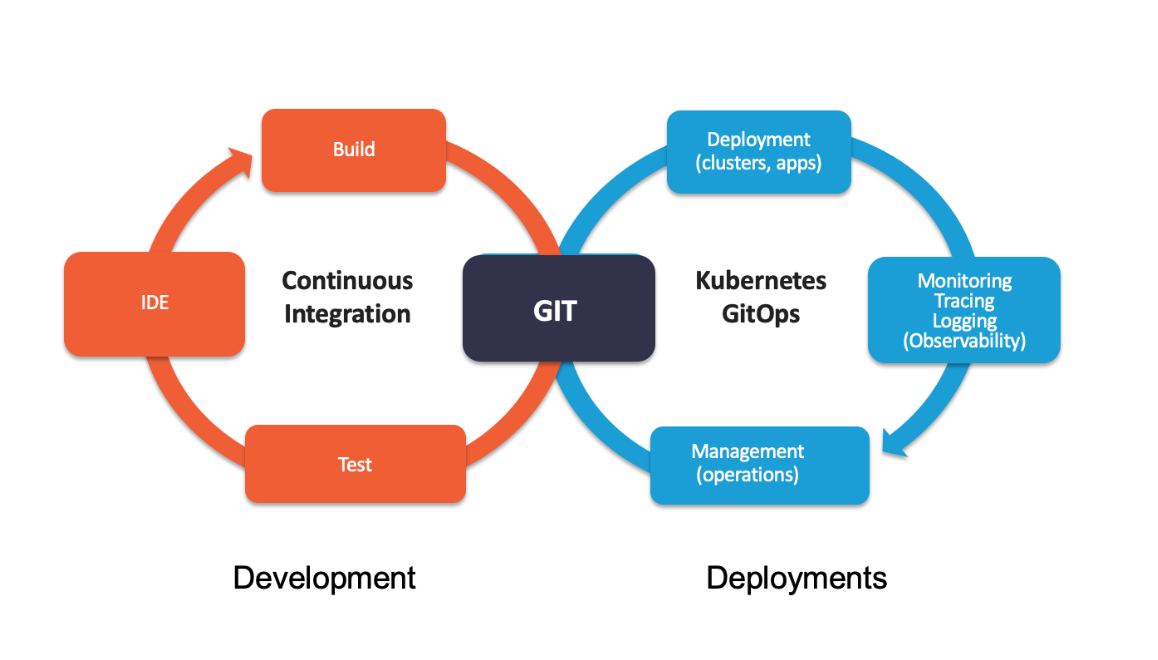 Build
IDE
Continuous
Integration
Test
GIT
Deployment
(clusters, apps)
Kubernetes
GitOps
Monitoring
Tracing
Logging
(Observability)
Management
(operations)
Development
Deployments